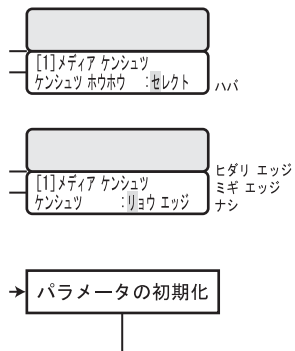 [1]メディア ケンシュツ
ケンシュツ ホウホウ :セレクト
ハバ
[1]メディア ケンシュツ
ケンシュツ :リョウ エッジ
ヒダリ エッジ
ミギ エッジ
ナシ
パラメータの初期化